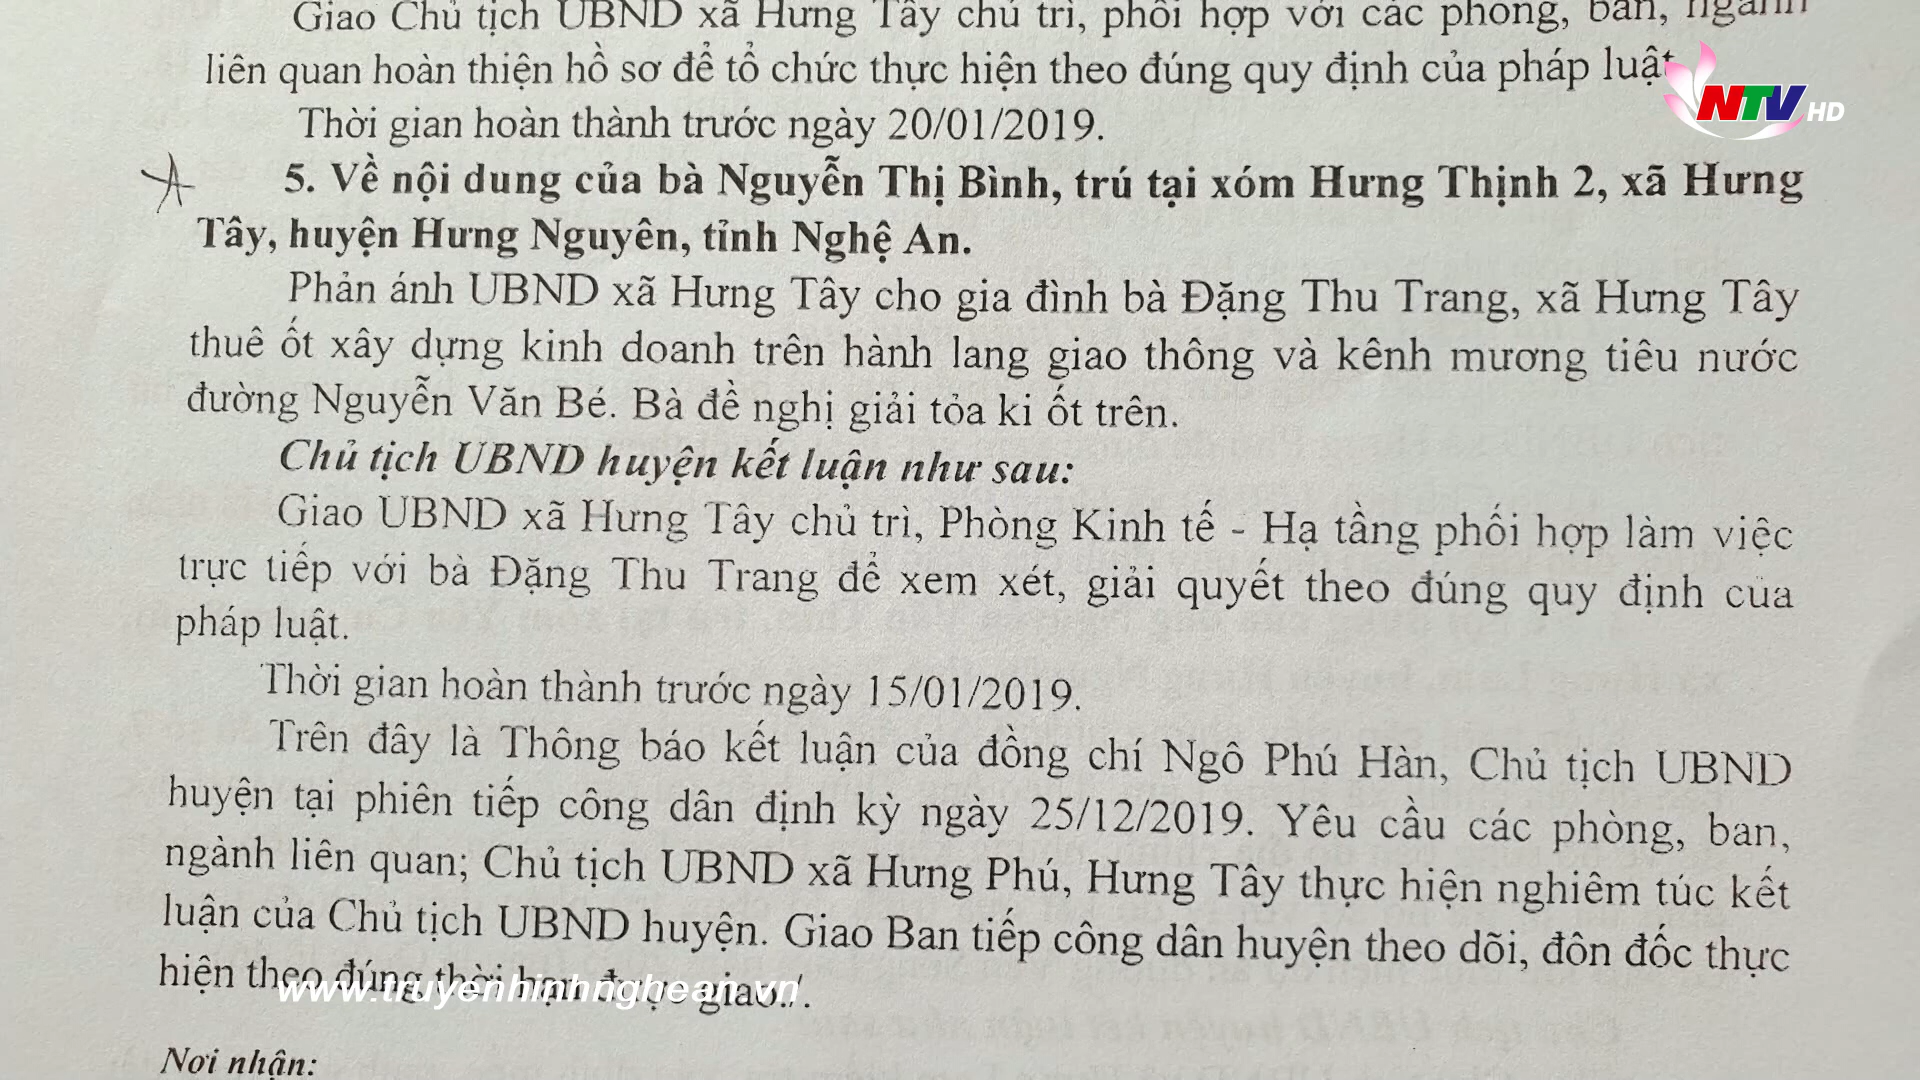 Giao Chủ tịch UBND xã Hưng Tây chủ trì, phối hợp với các phòng, ban, ngành
liên quan hoàn thiện hồ sơ để tổ chức thực hiện theo đúng quy định của pháp luật
NTV HD
Thời gian hoàn thành trước ngày 20/01/2019.
5. Về nội dung của bà Nguyễn Thị Bình, trú tại xóm Hưng Thịnh 2, xã Hưng
Tây, huyện Hưng Nguyên, tỉnh Nghệ An.
Phản ánh UBND xã Hưng Tây cho gia đình bà Đặng Thu Trang, xã Hưng Tây
thuê ốt xây dựng kinh doanh trên hành lang giao thông và kênh mương tiêu nước
đường Nguyễn Văn Bé. Bà đề nghị giải tỏa ki ốt trên.
Chủ tịch UBND huyện kết luận như sau:
Giao UBND xã Hưng Tây chủ trì, Phòng Kinh tế - Hạ tầng phối hợp làm việc
trực tiếp với bà Đặng Thu Trang để xem xét, giải quyết theo đúng quy định của
pháp luật.
Thời gian hoàn thành trước ngày 15/01/2019.
Trên đây là Thông báo kết luận của đồng chí Ngô Phú Hàn, Chủ tịch UBND
huyện tại phiên tiếp công dân định kỳ ngày 25/12/2019. Yêu cầu các phòng, ban,
ngành liên quan; Chủ tịch UBND xã Hưng Phú, Hưng Tây thực hiện nghiêm túc kết
luận của Chủ tịch UBND huyện. Giao Ban tiếp công dân huyện theo dõi, đôn đốc thực
hiện theo đúng thời hạn được giao./.
www.truyenhinhnghean.vn
Nơi nhận: